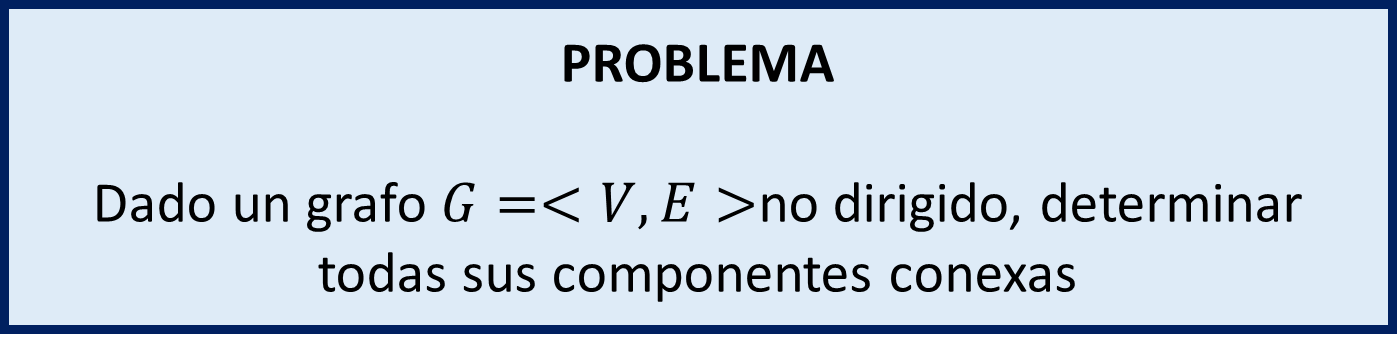 PROBLEMA
Dado un grafo G =< V, E >no dirigido, determinar
todas sus componentes conexas